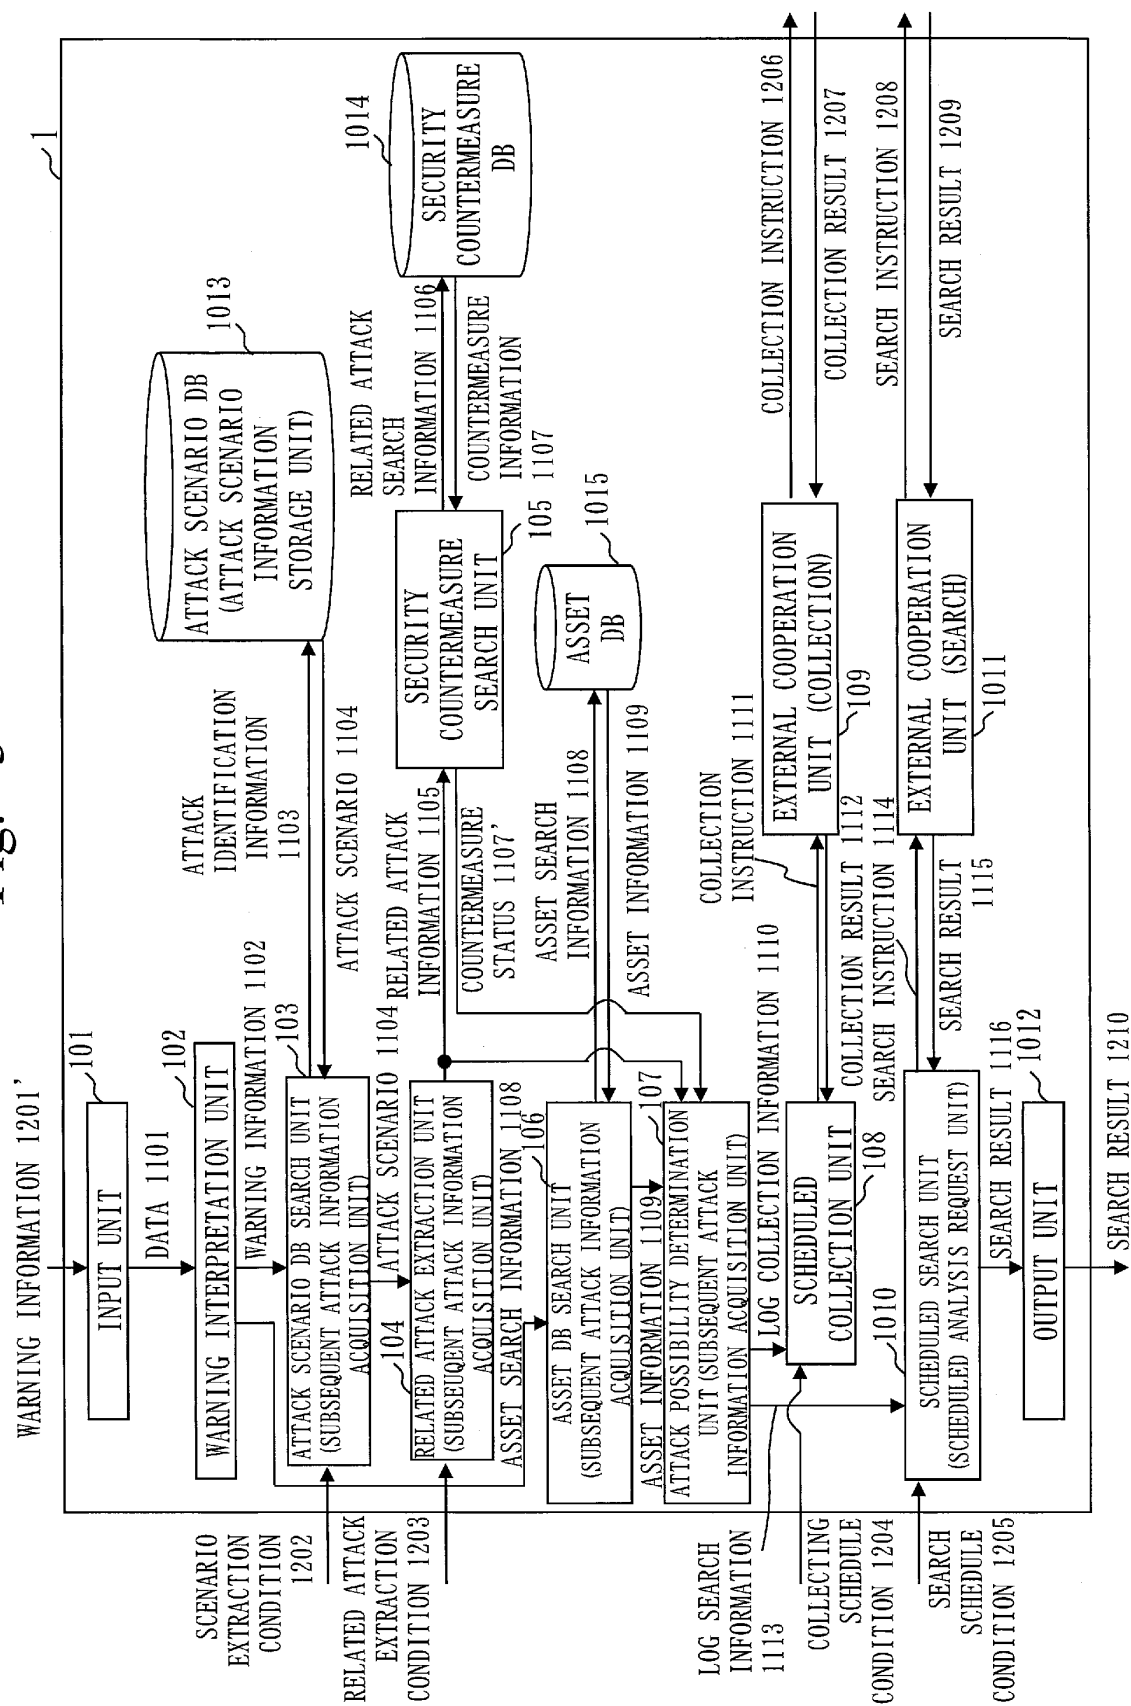 Fig.
1
WARNING INFORMATION 1201'
101
INPUT UNIT
DATA 1101
102
WARNING INTERPRETATION UNIT
WARNING INFORMATION 1102
103
ATTACK SCENARIO DB SEARCH UNIT
(SUBSEQUENT ATTACK INFORMATION
ACQUISITION UNIT)
SCENARIO
EXTRACTION
CONDITION
1202
ATTACK
IDENTIFICATION
INFORMATION
1103
ATTACK SCENARIO 1104
1013
ATTACK SCENARIO DB
(ATTACK SCENARIO
INFORMATION
STORAGE UNIT)
ATTACK SCENARIO 1104
104
RELATED ATTACK EXTRACTION UNIT
(SUBSEUQENT ATTACK INFORMATION
ACQUISITION UNIT)
RELATED ATTACK
EXTRACTION
CONDITION 1203
RELATED ATTACK
INFORMATION 1105
COUNTERMEASURE
STATUS 1107'
SECURITY
COUNTERMEASURE
SEARCH UNIT
105
RELATED ATTACK
SEARCH
INFORMATION 1106
COUNTERMEASURE
INFORMATION
1107
1014
SECURITY
COUNTERMEASURE
DB
ASSET SEARCH INFORMATION 1108
106
ASSET DB SEARCH UNIT
(SUBSEQUENT ATTACK INFORMATION
ACQUISITION UNIT)
ASSET SEARCH
INFORMATION 1108
ASSET INFORMATION 1109
ASSET
DB
1015
ASSET INFORMATION 1109
107
ATTACK POSSIBILITY DETERMINATION
UNIT (SUBSEQUENT ATTACK
INFORMATION ACQUISITION UNIT)
LOG COLLECTION INFORMATION 1110
LOG SEARCH
INFORMATION
1113
SCHEDULED
COLLECTION UNIT
108
COLLECTING
SCHEDULE
CONDITION 1204
COLLECTION
INSTRUCTION 1111
COLLECTION RESULT 1112
EXTERNAL COOPERATION
UNIT (COLLECTION)
109
COLLECTION INSTRUCTION 1206
COLLECTION RESULT 1207
1010
SCHEDULED SEARCH UNIT
(SCHEDULED ANALYSIS REQUEST UNIT)
SEARCH
SCHEDULE
CONDITION 1205
SEARCH INSTRUCTION 1114
SEARCH RESULT
1115
EXTERNAL COOPERATION
UNIT (SEARCH)
1011
SEARCH INSTRUCTION 1208
SEARCH RESULT 1209
SEARCH RESULT 1116
1012
OUTPUT UNIT
SEARCH RESULT 1210